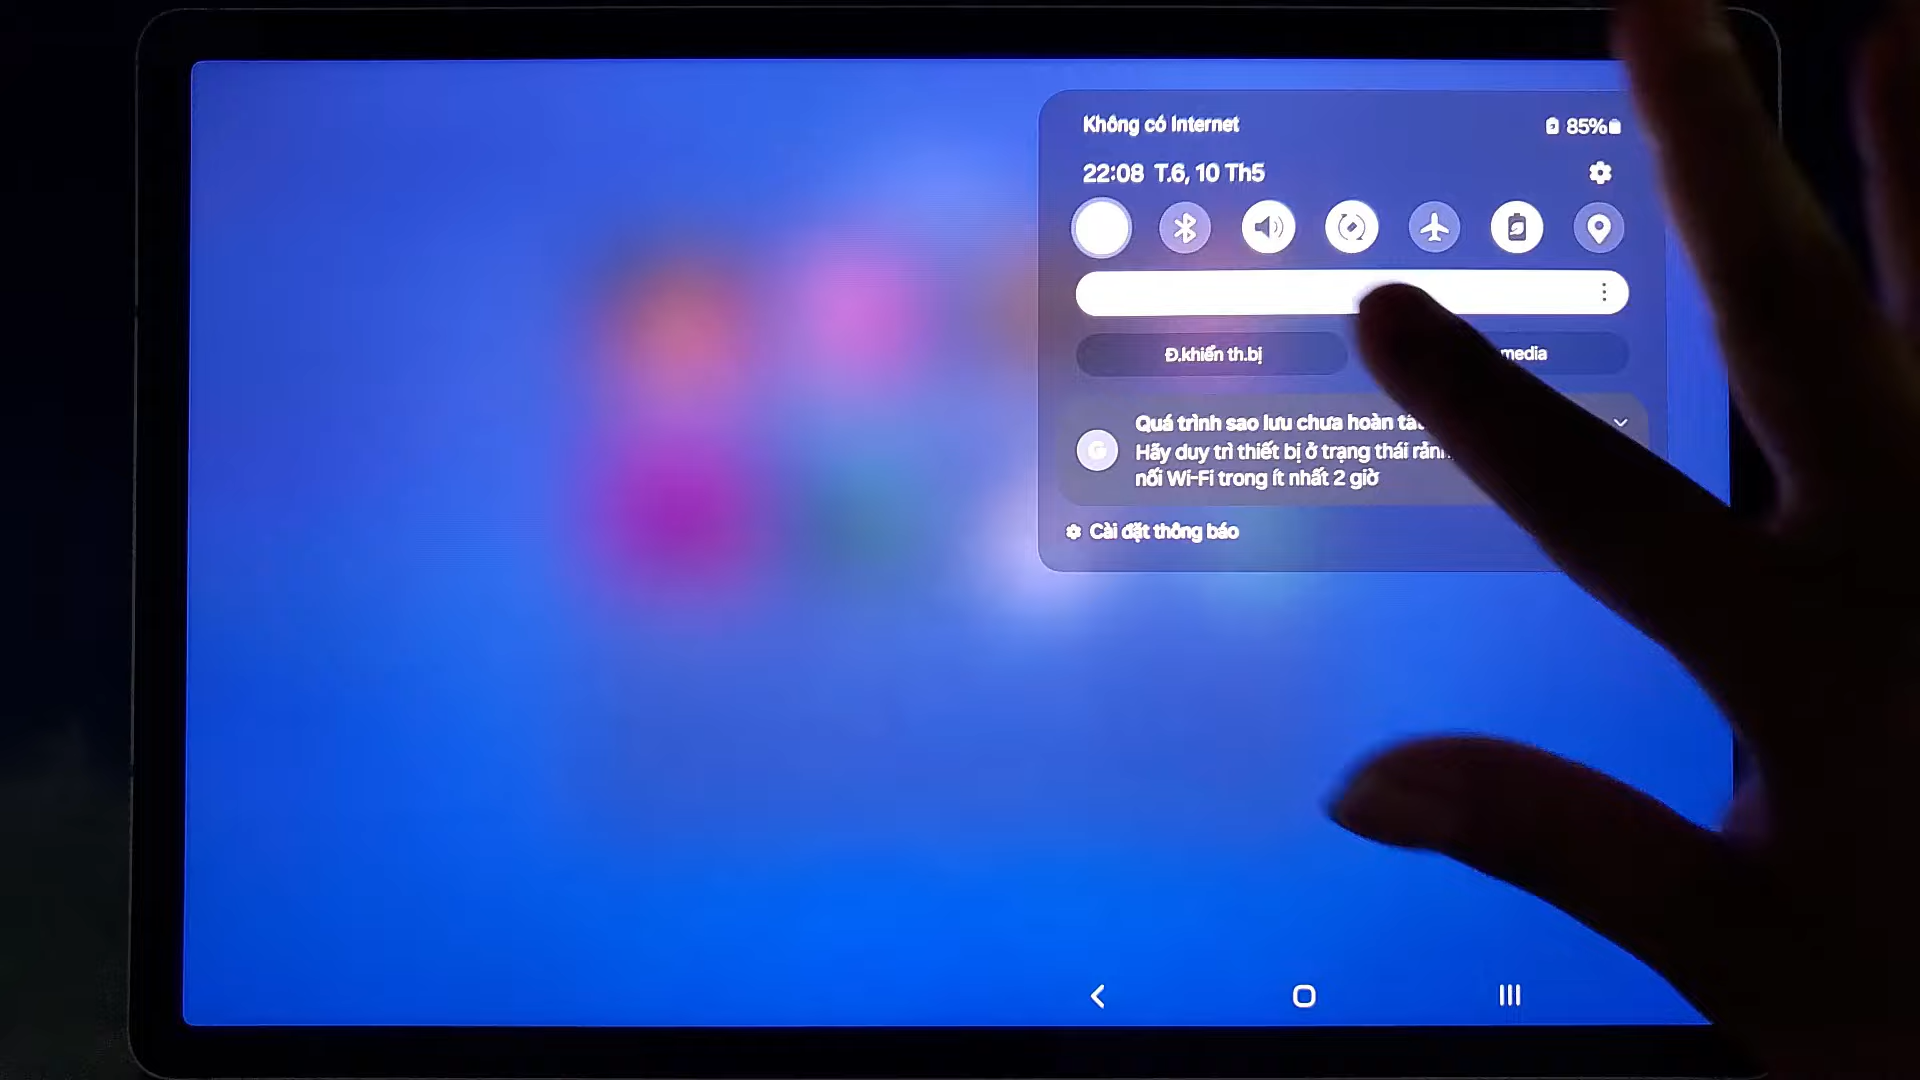 Không có Internet
85%
22:08 T.6, 10 Th5
Đ.khiển th.bị
media
Quá trình sao lưu chưa hoàn tất
Hãy duy trì thiết bị ở trạng thái rảnh
nối Wi-Fi trong ít nhất 2 giờ
G
Cài đặt thông báo